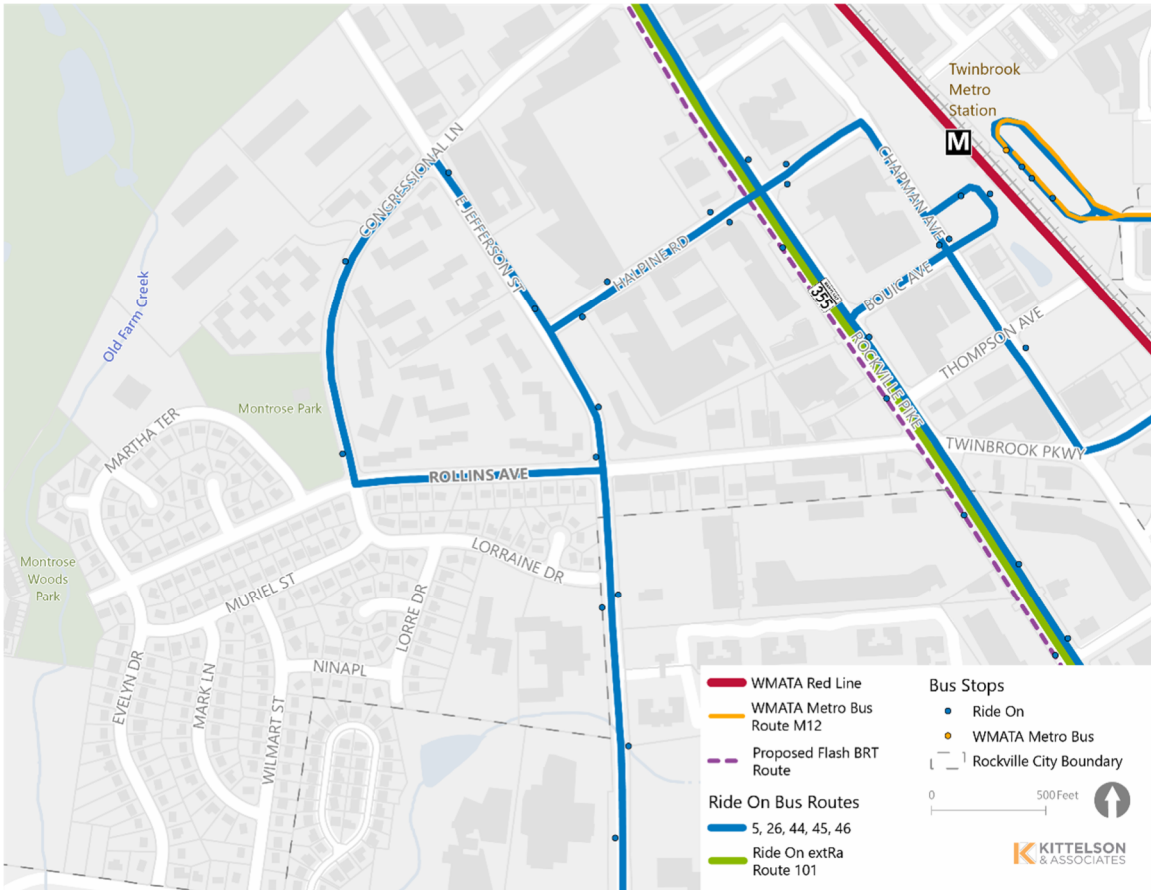 Twinbrook
Metro
Station
M
CONGRESSIONAL LN
E JEFFERSON ST
CHAPMAN AVE
HALPINE RD
BOUIC AVE
355
Old Farm Creek
THOMPSON AVE
ROCKVILLE PIKE
Montrose Park
MARTHA TER
TWINBROOK PKWY
ROLLINS AVE
LORRAINE DR
Montrose
Woods
Park
MURIEL ST
LORRE DR
NINAPL
EVELYN DR
MARK LN
WILMART ST
WMATA Red Line
WMATA Metro Bus
Route M12
Proposed Flash BRT
Route
Ride On Bus Routes
5, 26, 44, 45, 46
Ride On extRa
Route 101
Bus Stops
Ride On
WMATA Metro Bus
Rockville City Boundary
0 500 Feet
K KITTELSON
& ASSOCIATES